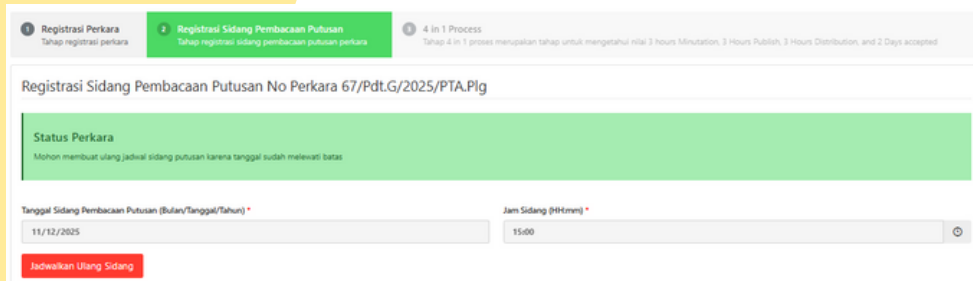 1 Registrasi Perkara
Tahap registrasi perkara
2 Registrasi Sidang Pembacaan Putusan
Tahap registrasi sidang pembacaan putusan perkara
3 4 in 1 Process
Tahap 4 in 1 proses merupakan tahap untuk mengetahui nilai 3 hours Minutation, 3 Hours Publish, 3 Hours Distribution, and 2 Days accepted
Registrasi Sidang Pembacaan Putusan No Perkara 67/Pdt.G/2025/PTA.Plg
Status Perkara
Mohon membuat ulang jadwal sidang putusan karena tanggal sudah melewati batas
Tanggal Sidang Pembacaan Putusan (Bulan/Tanggal/Tahun) *
11/12/2025
Jam Sidang (HH:mm) *
15:00
Jadwalkan Ulang Sidang